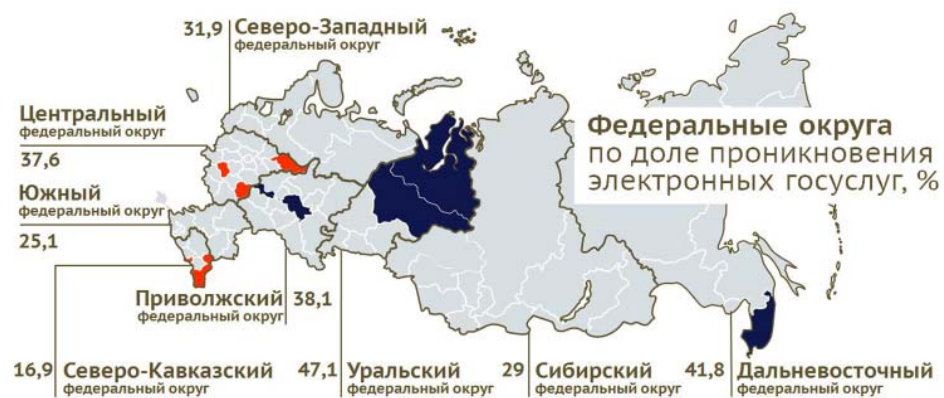 31,9 Северо-Западный
федеральный округ
Центральный
федеральный округ
37,6
Южный
федеральный округ
25,1
Федеральные округа
по доле проникновения
электронных госуслуг, %
Приволжский 38,1
федеральный округ
16,9 Северо-Кавказский
федеральный округ
47,1 Уральский
федеральный округ
29 Сибирский
федеральный округ
41,8 Дальневосточный
федеральный округ